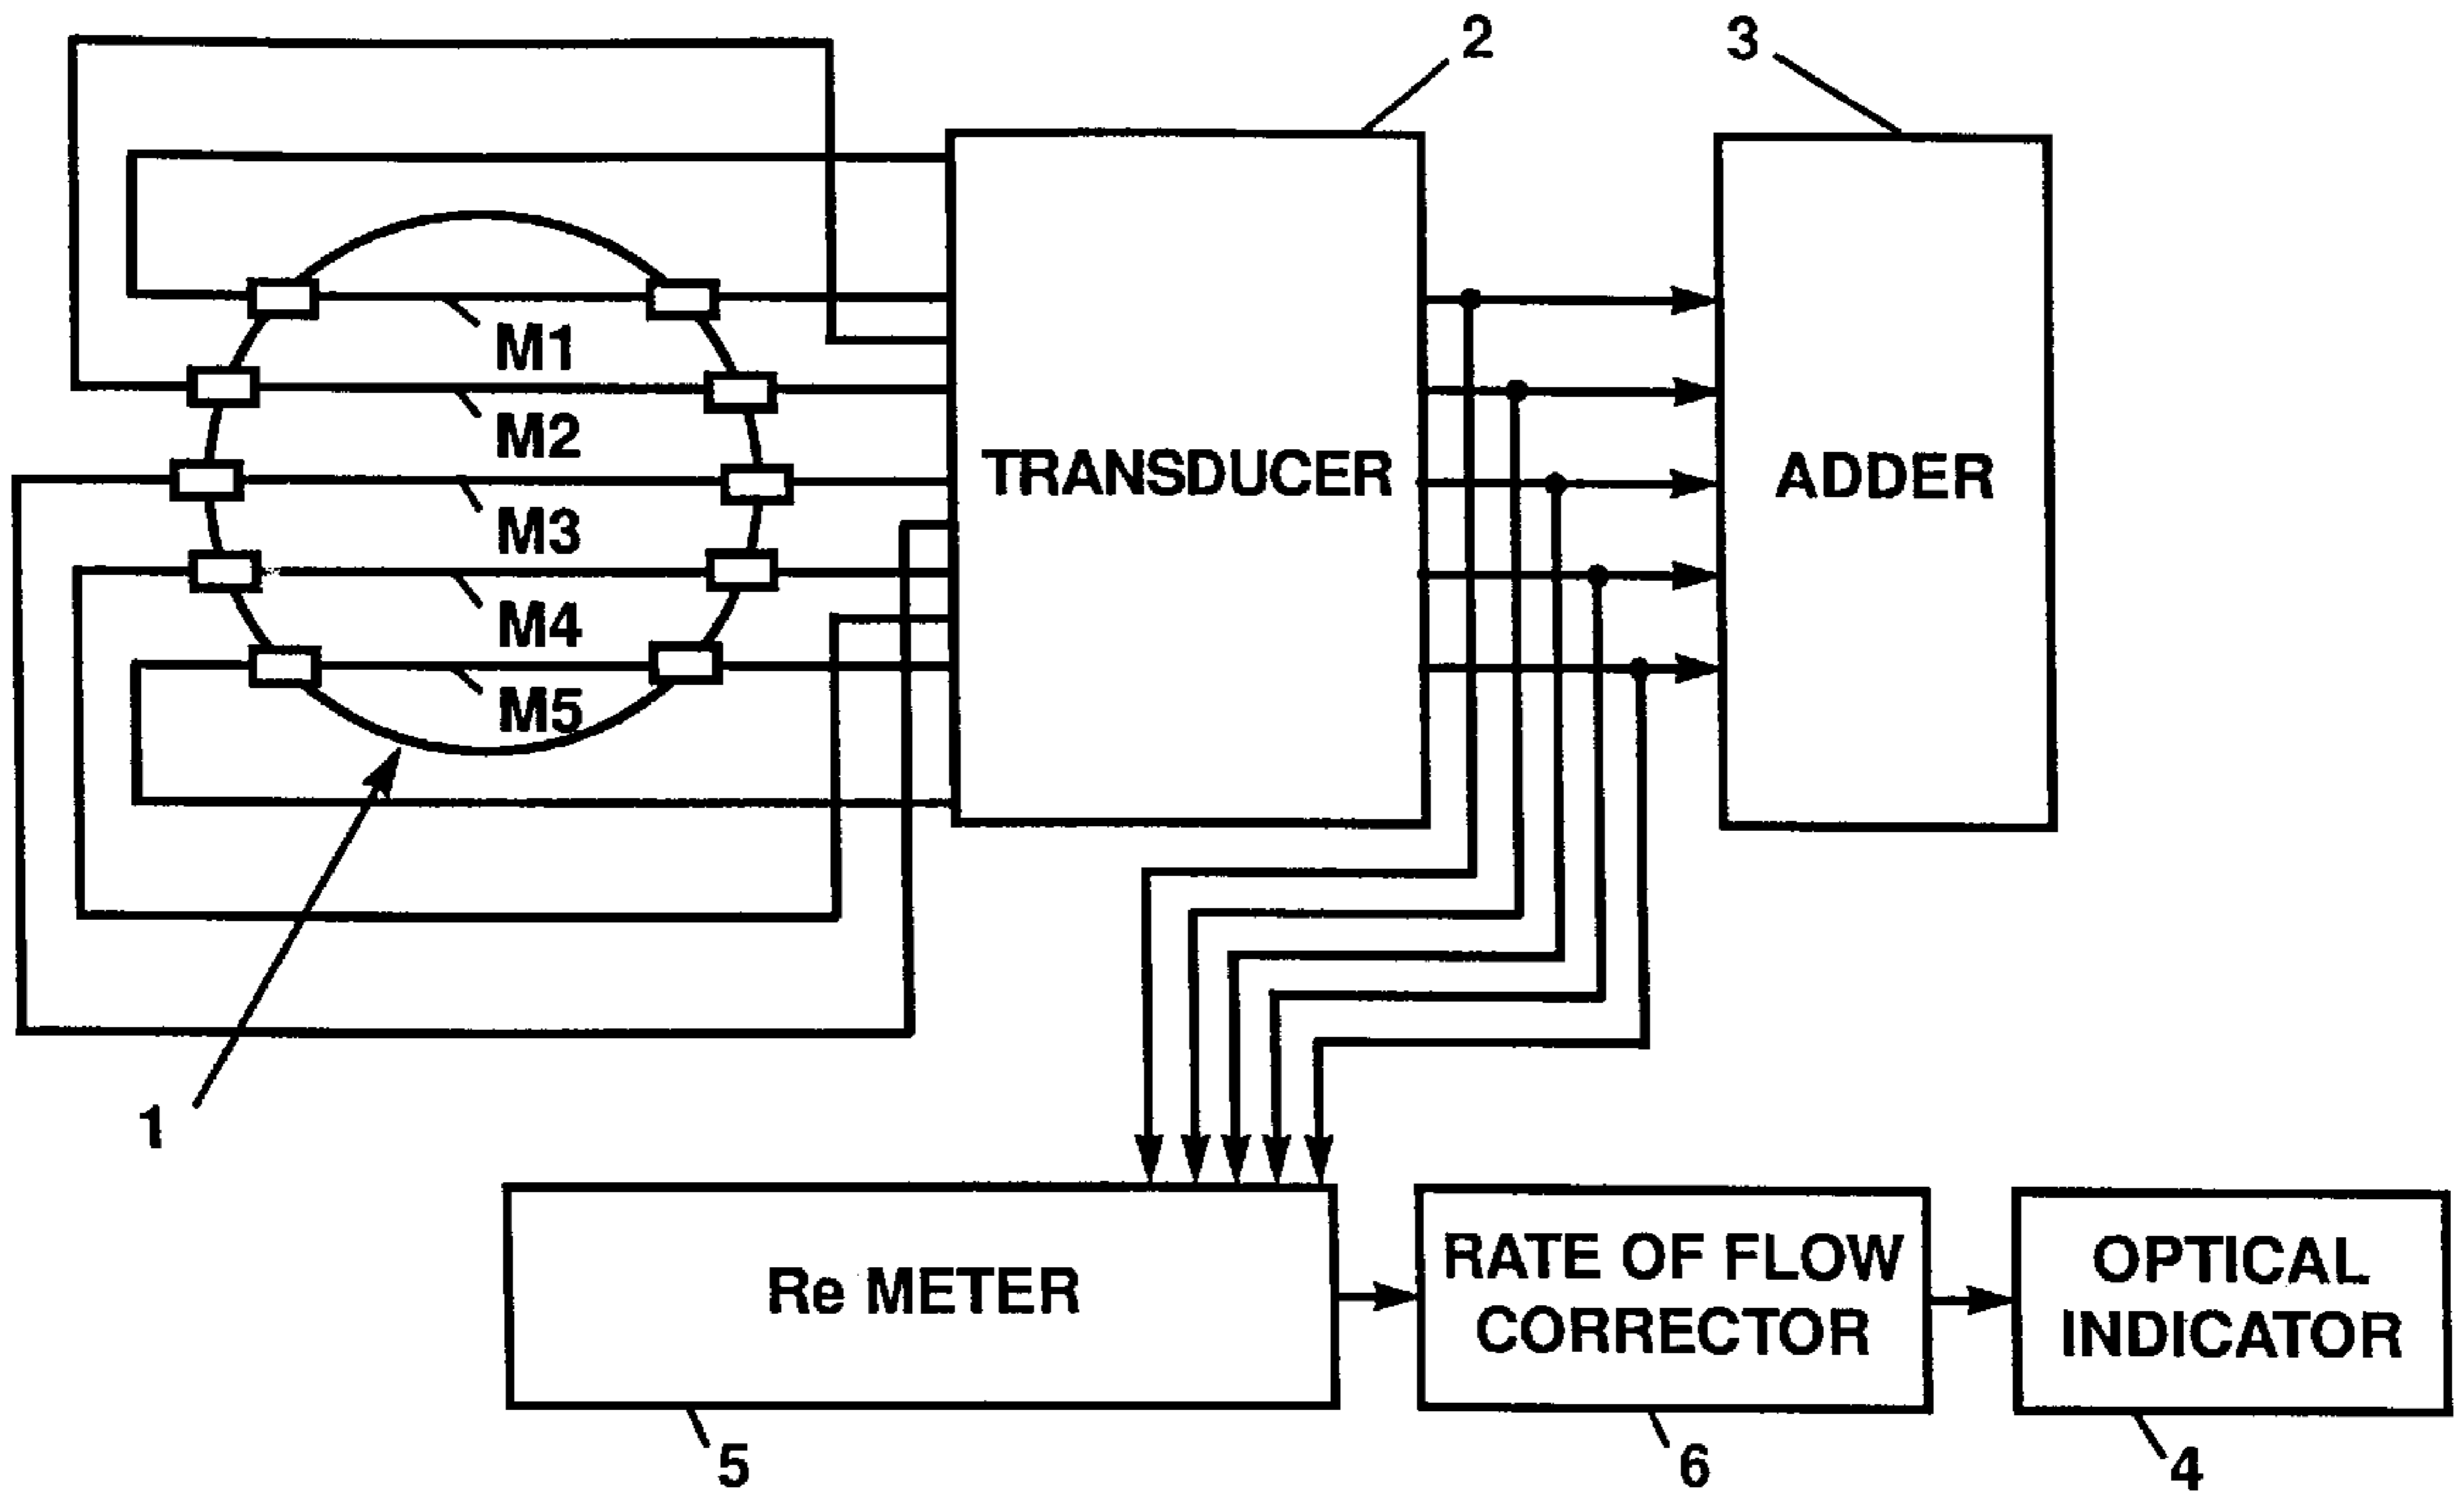 2
3
M1
M2
M3
M4
M5
TRANSDUCER
ADDER
1
Re METER
RATE OF FLOW
CORRECTOR
OPTICAL
INDICATOR
5
6
4